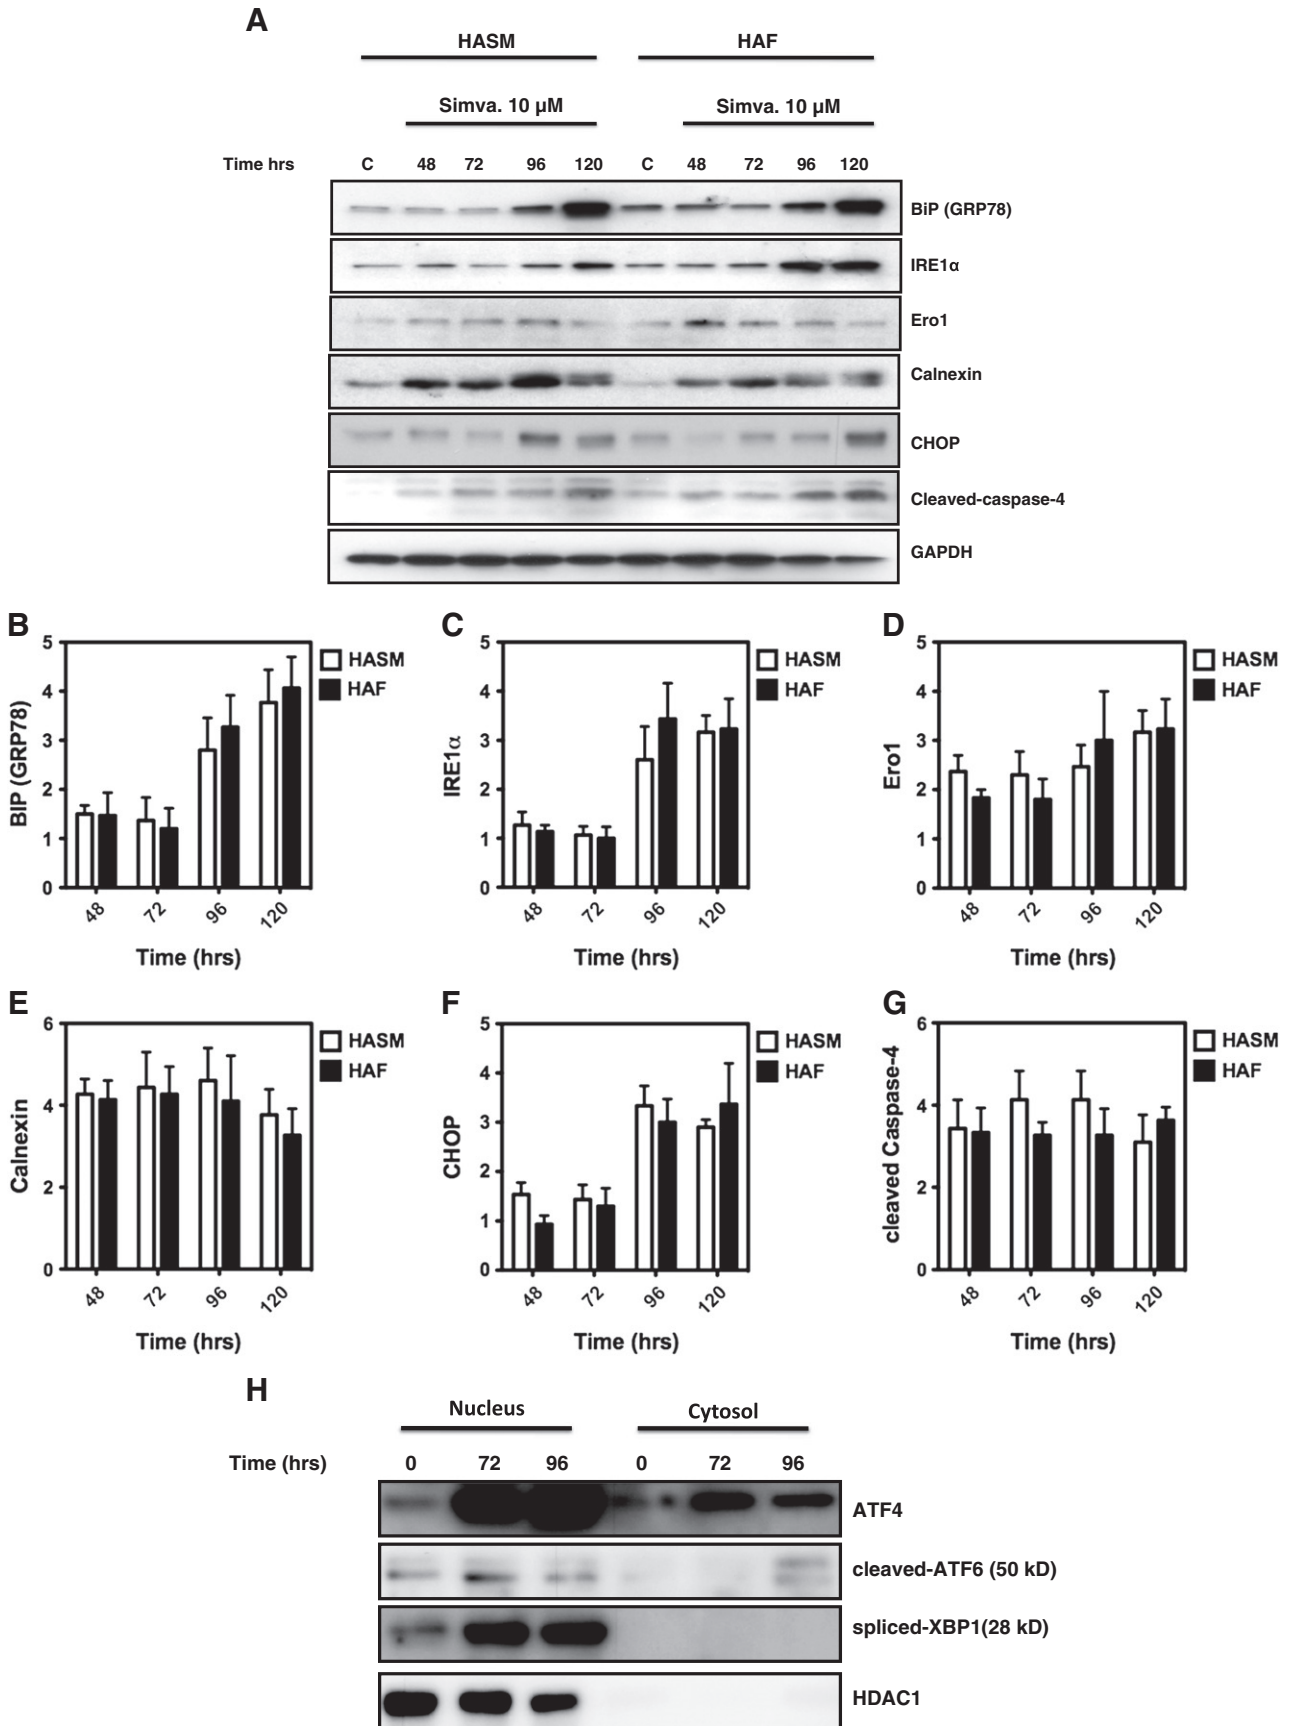 A
HASM HAF
Simva. 10 μM Simva. 10 μM
Time hrs C 48 72 96 120 C 48 72 96 120
BiP (GRP78)
IRE1α
Ero1
Calnexin
CHOP
Cleaved-caspase-4
GAPDH
B
BIP (GRP78)
5
4
3
2
1
0
48 72 96 120
Time (hrs)
HASM
HAF
C
IRE1α
5
4
3
2
1
0
48 72 96 120
Time (hrs)
HASM
HAF
D
Ero1
5
4
3
2
1
0
48 72 96 120
Time (hrs)
HASM
HAF
E
Calnexin
6
4
2
0
48 72 96 120
Time (hrs)
HASM
HAF
F
CHOP
5
4
3
2
1
0
48 72 96 120
Time (hrs)
HASM
HAF
G
cleaved Caspase-4
6
4
2
0
48 72 96 120
Time (hrs)
HASM
HAF
H
Nucleus Cytosol
Time (hrs) 0 72 96 0 72 96
ATF4
cleaved-ATF6 (50 kD)
spliced-XBP1(28 kD)
HDAC1